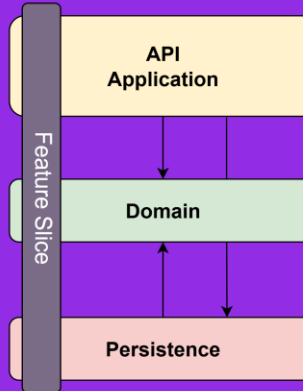 API
Application
Feature Slice
Domain
Persistence